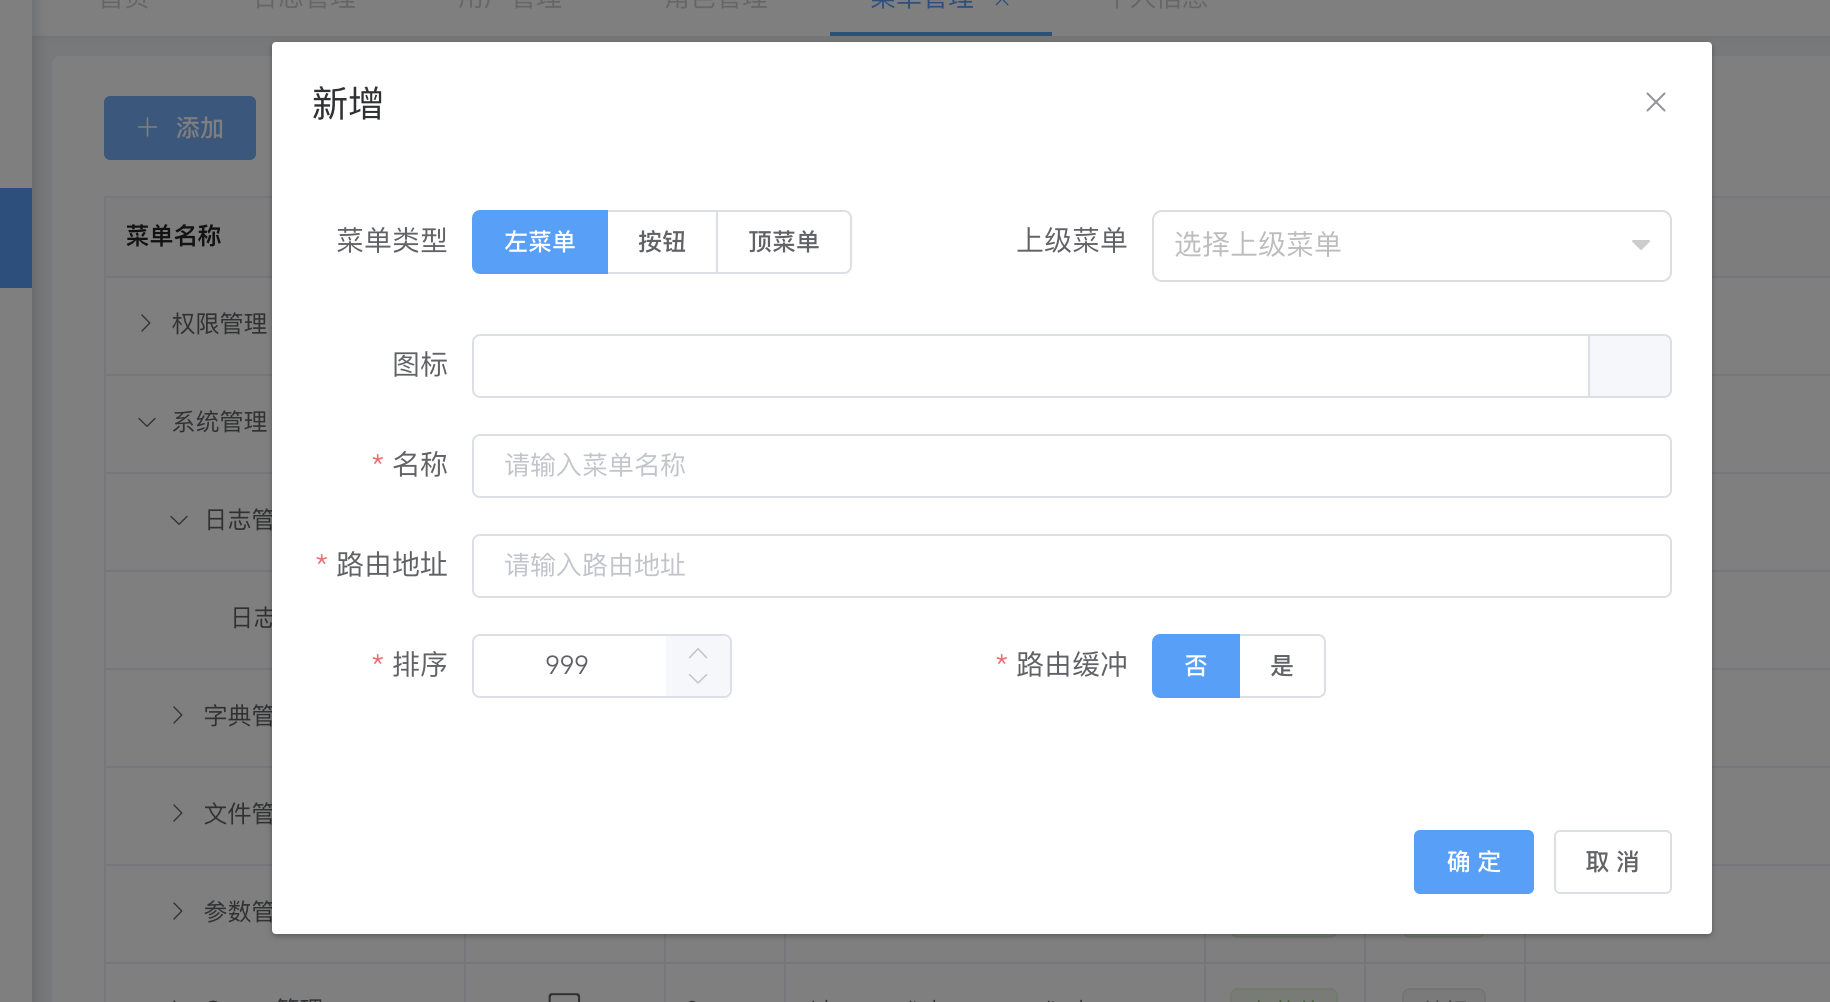 首页 日志管理 用户管理 角色管理 菜单管理 个人信息
添加
新增
菜单名称
菜单类型 左菜单 按钮 顶菜单 上级菜单 选择上级菜单
权限管理
图标
系统管理
* 名称 请输入菜单名称
日志管
* 路由地址 请输入路由地址
日志
* 排序 999 * 路由缓冲 否 是
字典管
文件管
确 定 取 消
参数管